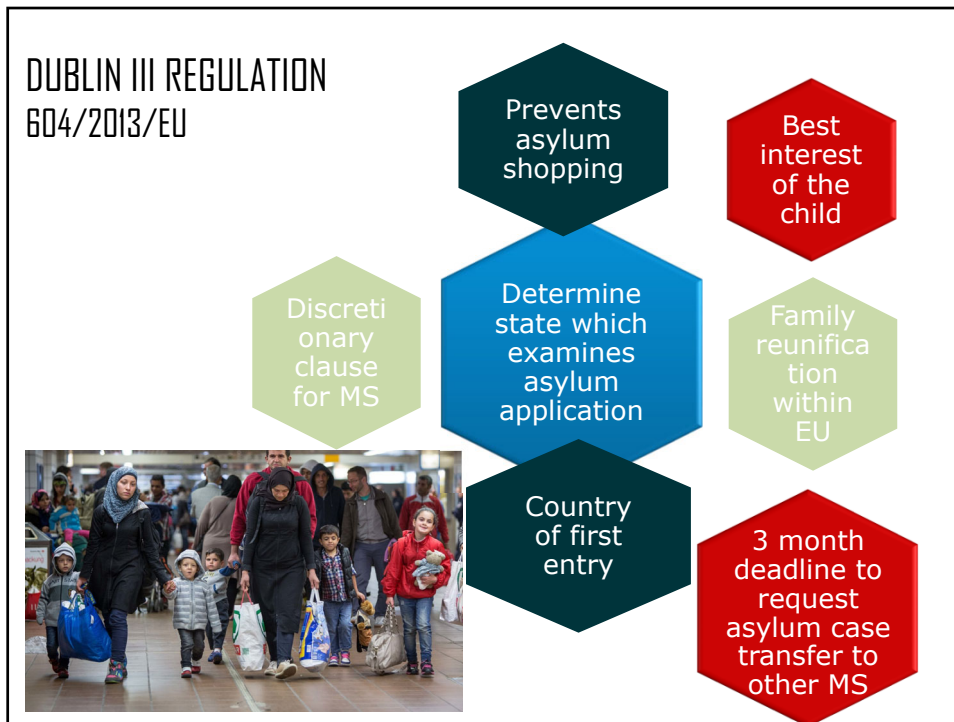 DUBLIN III REGULATION
604/2013/EU
Prevents
asylum
shopping
Best
interest
of the
child
Discreti
onary
clause
for MS
Determine
state which
examines
asylum
application
Family
reunifica
tion
within
EU
Country
of first
entry
3 month
deadline to
request
asylum case
transfer to
other MS